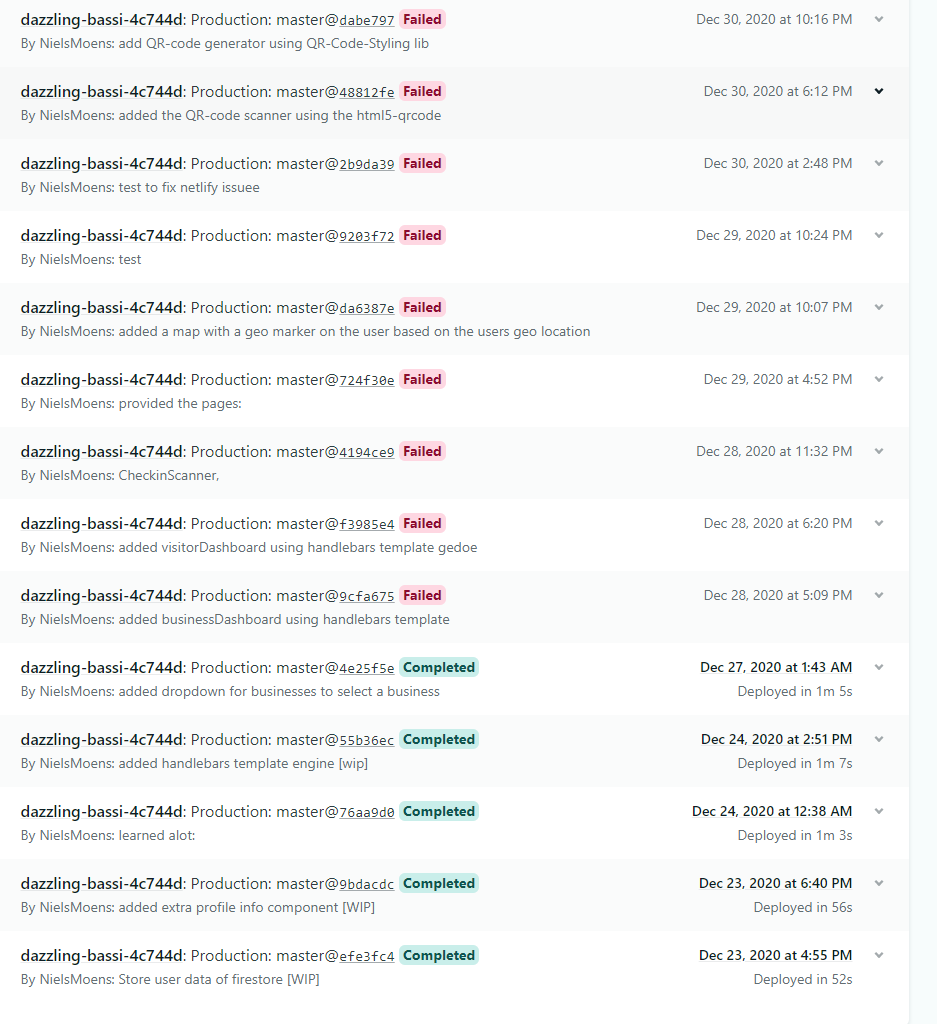 dazzling-bassi-4c744d: Production: master@dabe797 Failed Dec 30, 2020 at 10:16 PM
By NielsMoens: add QR-code generator using QR-Code-Styling lib
dazzling-bassi-4c744d: Production: master@48812fe Failed Dec 30, 2020 at 6:12 PM
By NielsMoens: added the QR-code scanner using the html5-qrcode
dazzling-bassi-4c744d: Production: master@2b9da39 Failed Dec 30, 2020 at 2:48 PM
By NielsMoens: test to fix netlify issuee
dazzling-bassi-4c744d: Production: master@9203f72 Failed Dec 29, 2020 at 10:24 PM
By NielsMoens: test
dazzling-bassi-4c744d: Production: master@da6387e Failed Dec 29, 2020 at 10:07 PM
By NielsMoens: added a map with a geo marker on the user based on the users geo location
dazzling-bassi-4c744d: Production: master@724f30e Failed Dec 29, 2020 at 4:52 PM
By NielsMoens: provided the pages:
dazzling-bassi-4c744d: Production: master@4194ce9 Failed Dec 28, 2020 at 11:32 PM
By NielsMoens: CheckinScanner,
dazzling-bassi-4c744d: Production: master@f3985e4 Failed Dec 28, 2020 at 6:20 PM
By NielsMoens: added visitorDashboard using handlebars template gedoe
dazzling-bassi-4c744d: Production: master@9cfa675 Failed Dec 28, 2020 at 5:09 PM
By NielsMoens: added businessDashboard using handlebars template
dazzling-bassi-4c744d: Production: master@4e25f5e Completed Dec 27, 2020 at 1:43 AM
By NielsMoens: added dropdown for businesses to select a business Deployed in 1m 5s
dazzling-bassi-4c744d: Production: master@55b36ec Completed Dec 24, 2020 at 2:51 PM
By NielsMoens: added handlebars template engine [wip] Deployed in 1m 7s
dazzling-bassi-4c744d: Production: master@76aa9d0 Completed Dec 24, 2020 at 12:38 AM
By NielsMoens: learned alot: Deployed in 1m 3s
dazzling-bassi-4c744d: Production: master@9bdacdc Completed Dec 23, 2020 at 6:40 PM
By NielsMoens: added extra profile info component [WIP] Deployed in 56s
dazzling-bassi-4c744d: Production: master@efe3fc4 Completed Dec 23, 2020 at 4:55 PM
By NielsMoens: Store user data of firestore [WIP] Deployed in 52s